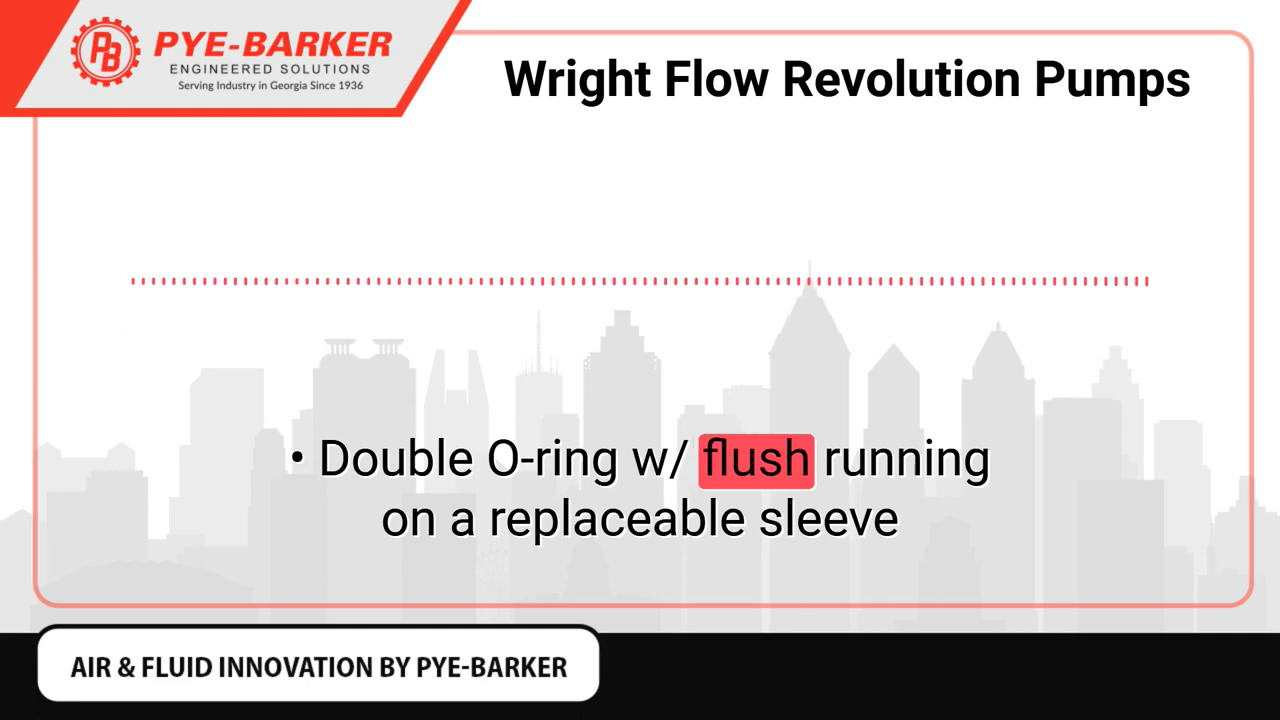 PB PYE-BARKER
ENGINEERED SOLUTIONS
Serving Industry in Georgia Since 1936
Wright Flow Revolution Pumps
• Double O-ring w/ flush running
on a replaceable sleeve
AIR & FLUID INNOVATION BY PYE-BARKER